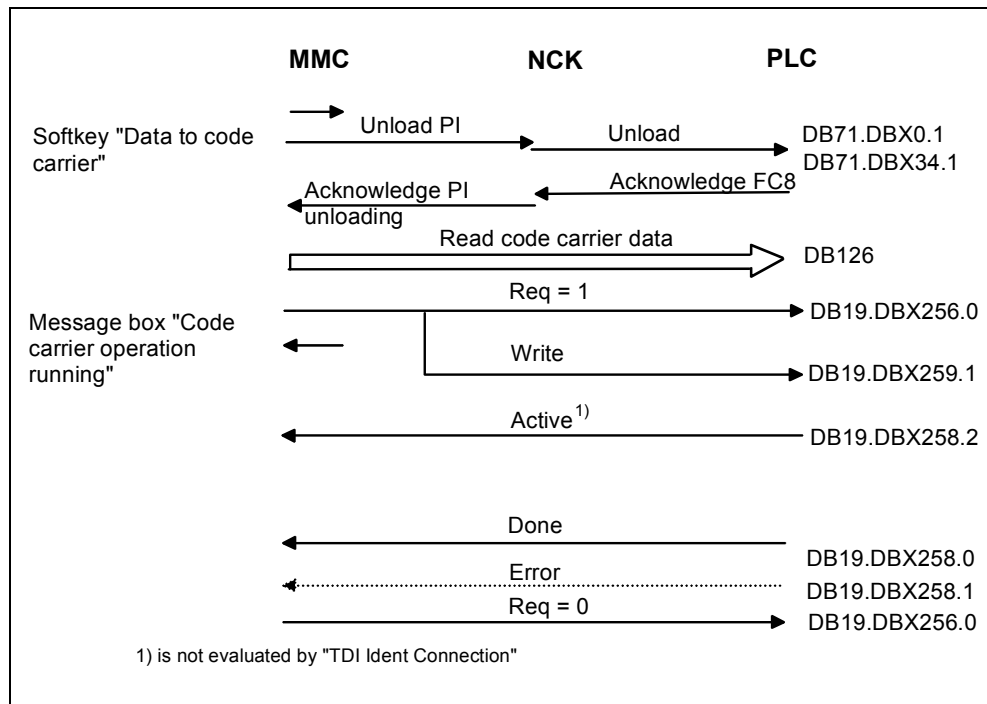 MMC NCK PLC
Softkey "Data to code
carrier"
Unload PI
Unload
DB71.DBX0.1
DB71.DBX34.1
Acknowledge PI
unloading
Acknowledge FC8
Read code carrier data
DB126
Req = 1
DB19.DBX256.0
Message box "Code
carrier operation
running"
Write
DB19.DBX259.1
Active 1)
DB19.DBX258.2
Done
DB19.DBX258.0
Error
DB19.DBX258.1
Req = 0
DB19.DBX256.0
1) is not evaluated by "TDI Ident Connection"